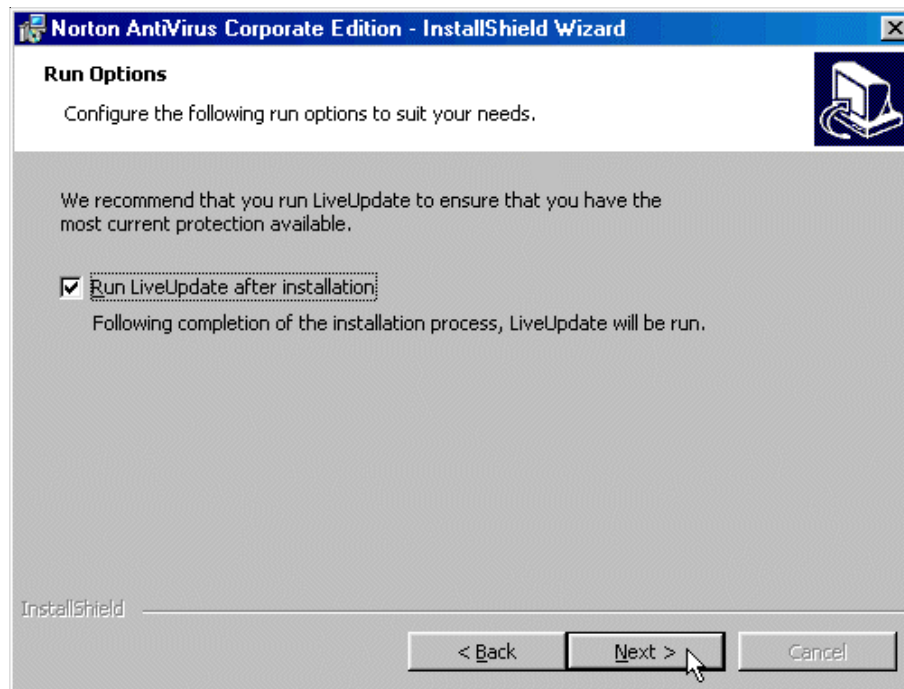 Norton AntiVirus Corporate Edition - InstallShield Wizard
Run Options
Configure the following run options to suit your needs.
We recommend that you run LiveUpdate to ensure that you have the
most current protection available.
Run LiveUpdate after installation
Following completion of the installation process, LiveUpdate will be run.
InstallShield
< Back
Next >
Cancel